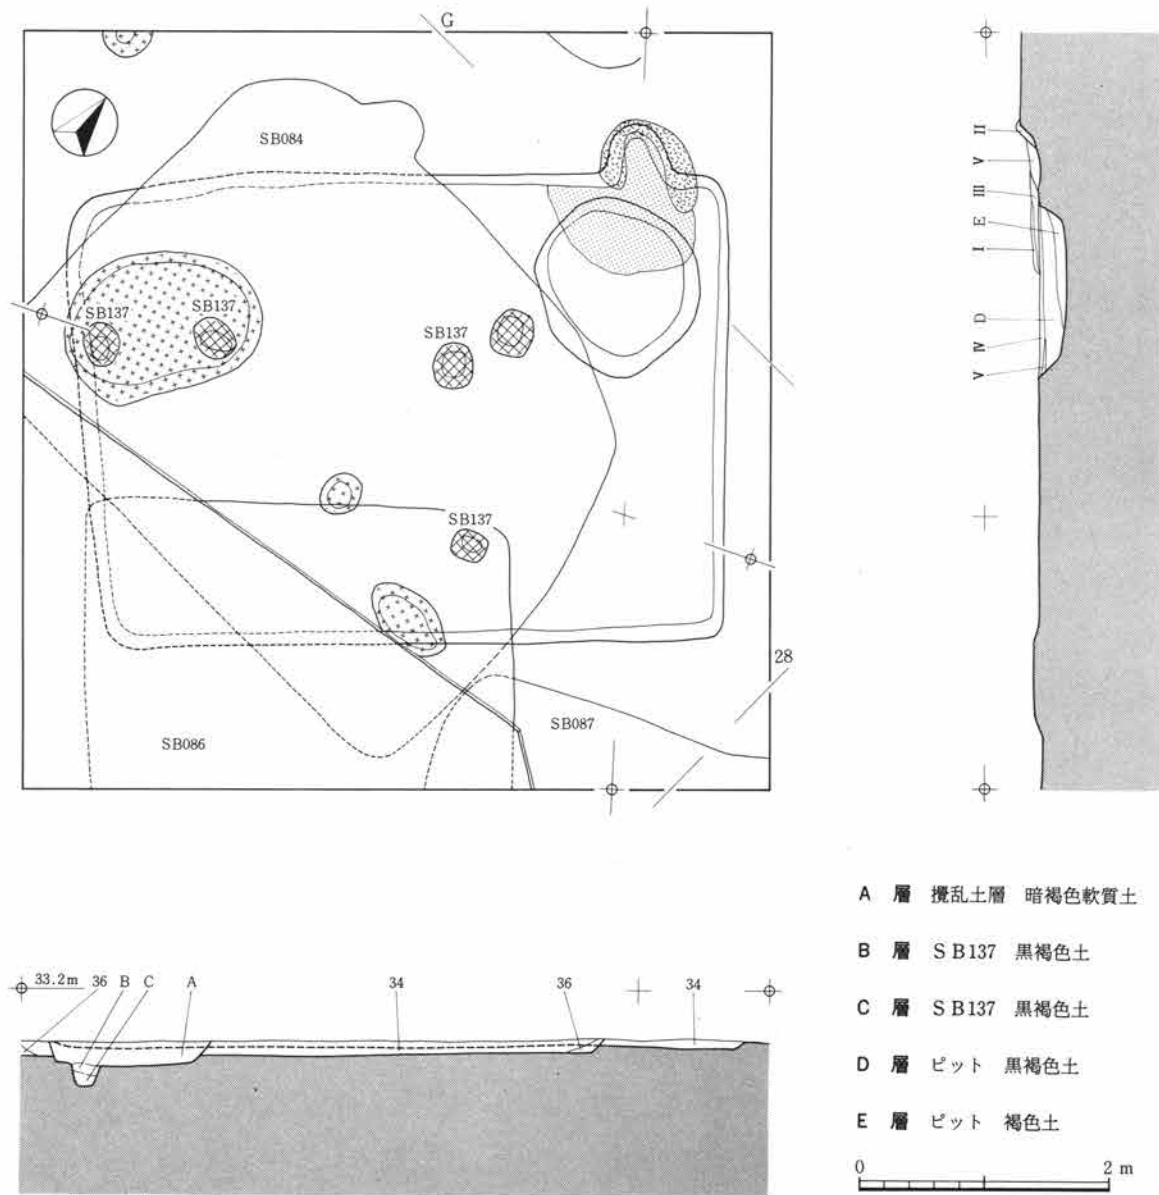 G
SB084
SB137
SB137
SB137
SB137
28
SB087
SB086
II
V
III
E
I
D
IV
V
33.2m 36 B C A 34 36 34
A 層 攪乱土層 暗褐色軟質土
B 層 SB137 黒褐色土
C 層 SB137 黒褐色土
D 層 ピット 黒褐色土
E 層 ピット 褐色土
0 2 m